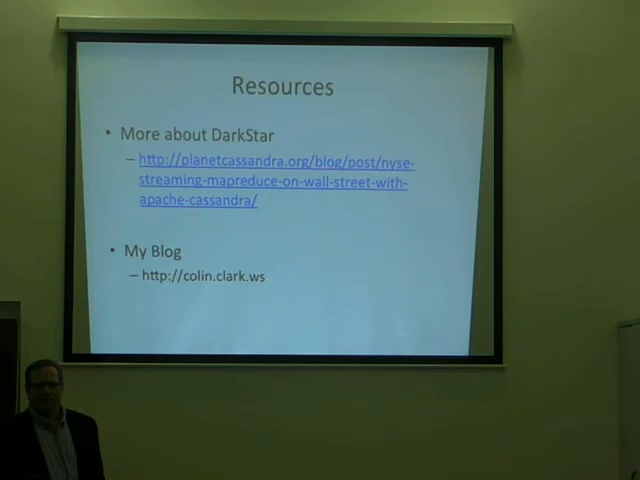 Resources
• More about DarkStar
– http://planetcassandra.org/blog/post/nyse-
streaming-mapreduce-on-wall-street-with-
apache-cassandra/
• My Blog
– http://colin.clark.ws